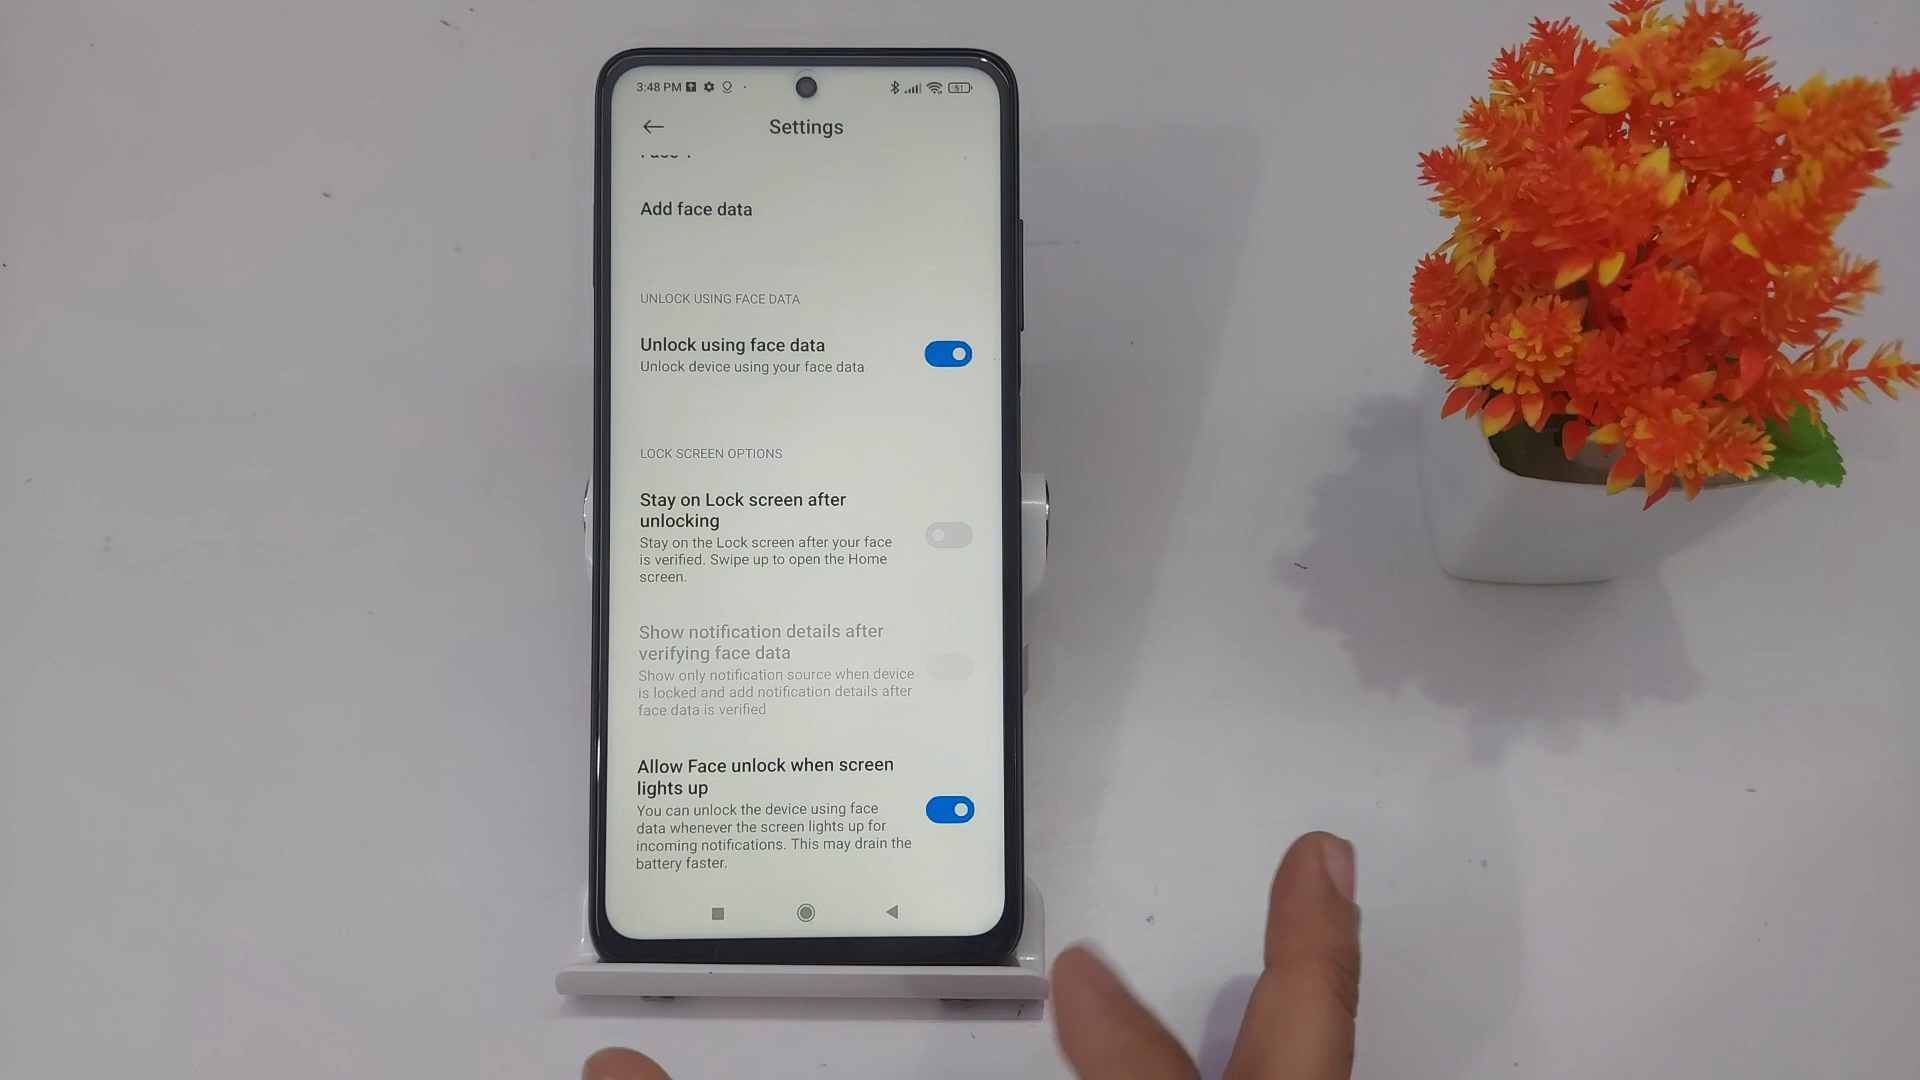 3:48 PM
51
Settings
Add face data
UNLOCK USING FACE DATA
Unlock using face data
Unlock device using your face data
LOCK SCREEN OPTIONS
Stay on Lock screen after
unlocking
Stay on the Lock screen after your face
is verified. Swipe up to open the Home
screen.
Show notification details after
verifying face data
Show only notification source when device
is locked and add notification details after
face data is verified
Allow Face unlock when screen
lights up
You can unlock the device using face
data whenever the screen lights up for
incoming notifications. This may drain the
battery faster.